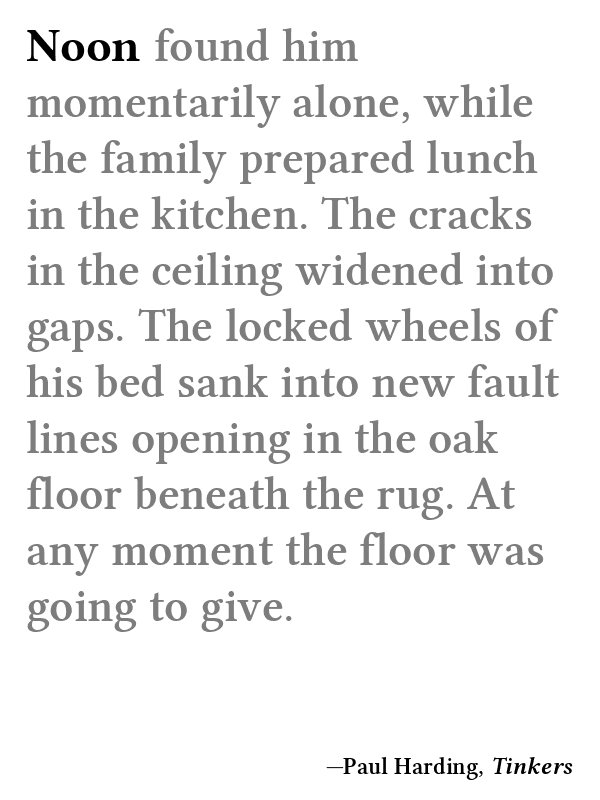 Noon found him
momentarily alone, while
the family prepared lunch
in the kitchen. The cracks
in the ceiling widened into
gaps. The locked wheels of
his bed sank into new fault
lines opening in the oak
floor beneath the rug. At
any moment the floor was
going to give.
—Paul Harding, Tinkers